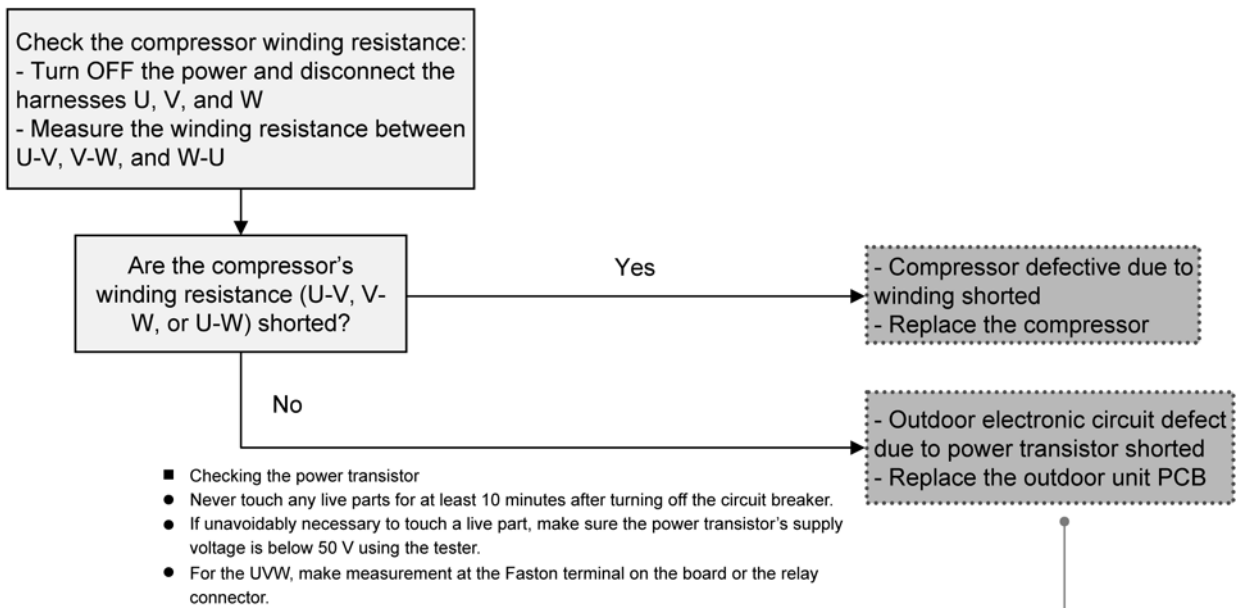 Check the compressor winding resistance:
- Turn OFF the power and disconnect the
harnesses U, V, and W
- Measure the winding resistance between
U-V, V-W, and W-U
Are the compressor's
winding resistance (U-V, V-
W, or U-W) shorted?
Yes
- Compressor defective due to
winding shorted
- Replace the compressor
No
- Outdoor electronic circuit defect
due to power transistor shorted
- Replace the outdoor unit PCB
■ Checking the power transistor
● Never touch any live parts for at least 10 minutes after turning off the circuit breaker.
● If unavoidably necessary to touch a live part, make sure the power transistor's supply
voltage is below 50 V using the tester.
● For the UVW, make measurement at the Faston terminal on the board or the relay
connector.